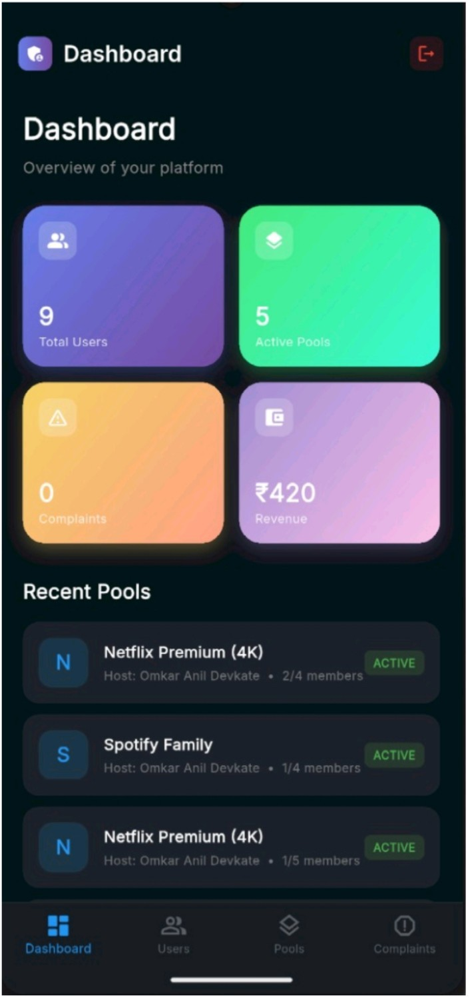 Dashboard
Dashboard
Overview of your platform
9
Total Users
5
Active Pools
0
Complaints
₹420
Revenue
Recent Pools
N
Netflix Premium (4K)
Host: Omkar Anil Devkate • 2/4 members
ACTIVE
S
Spotify Family
Host: Omkar Anil Devkate • 1/4 members
ACTIVE
N
Netflix Premium (4K)
Host: Omkar Anil Devkate • 1/5 members
ACTIVE
Dashboard
Users
Pools
Complaints